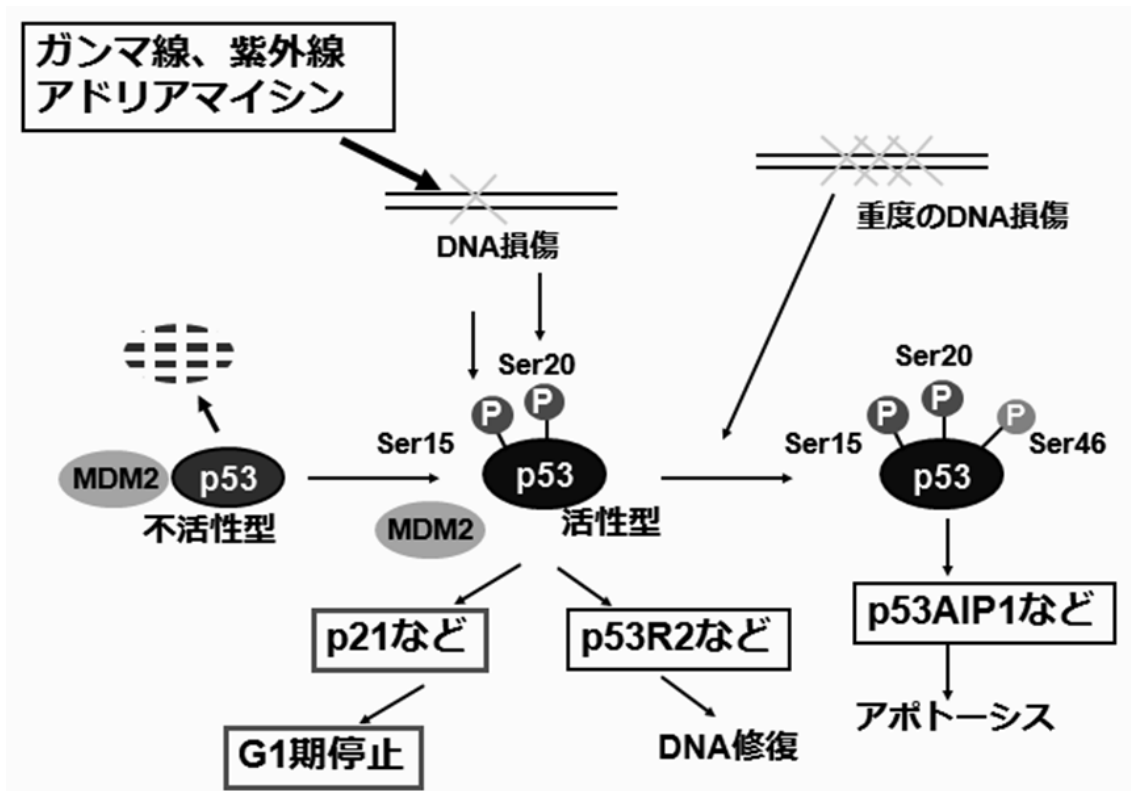 ガンマ線、紫外線
アドリアマイシン
DNA損傷
重度のDNA損傷
Ser20
Ser20
P
P
P
P
P
Ser15
Ser15
Ser46
MDM2
p53
p53
p53
不活性型
MDM2
活性型
p21など
p53R2など
p53AIP1など
G1期停止
DNA修復
アポトーシス